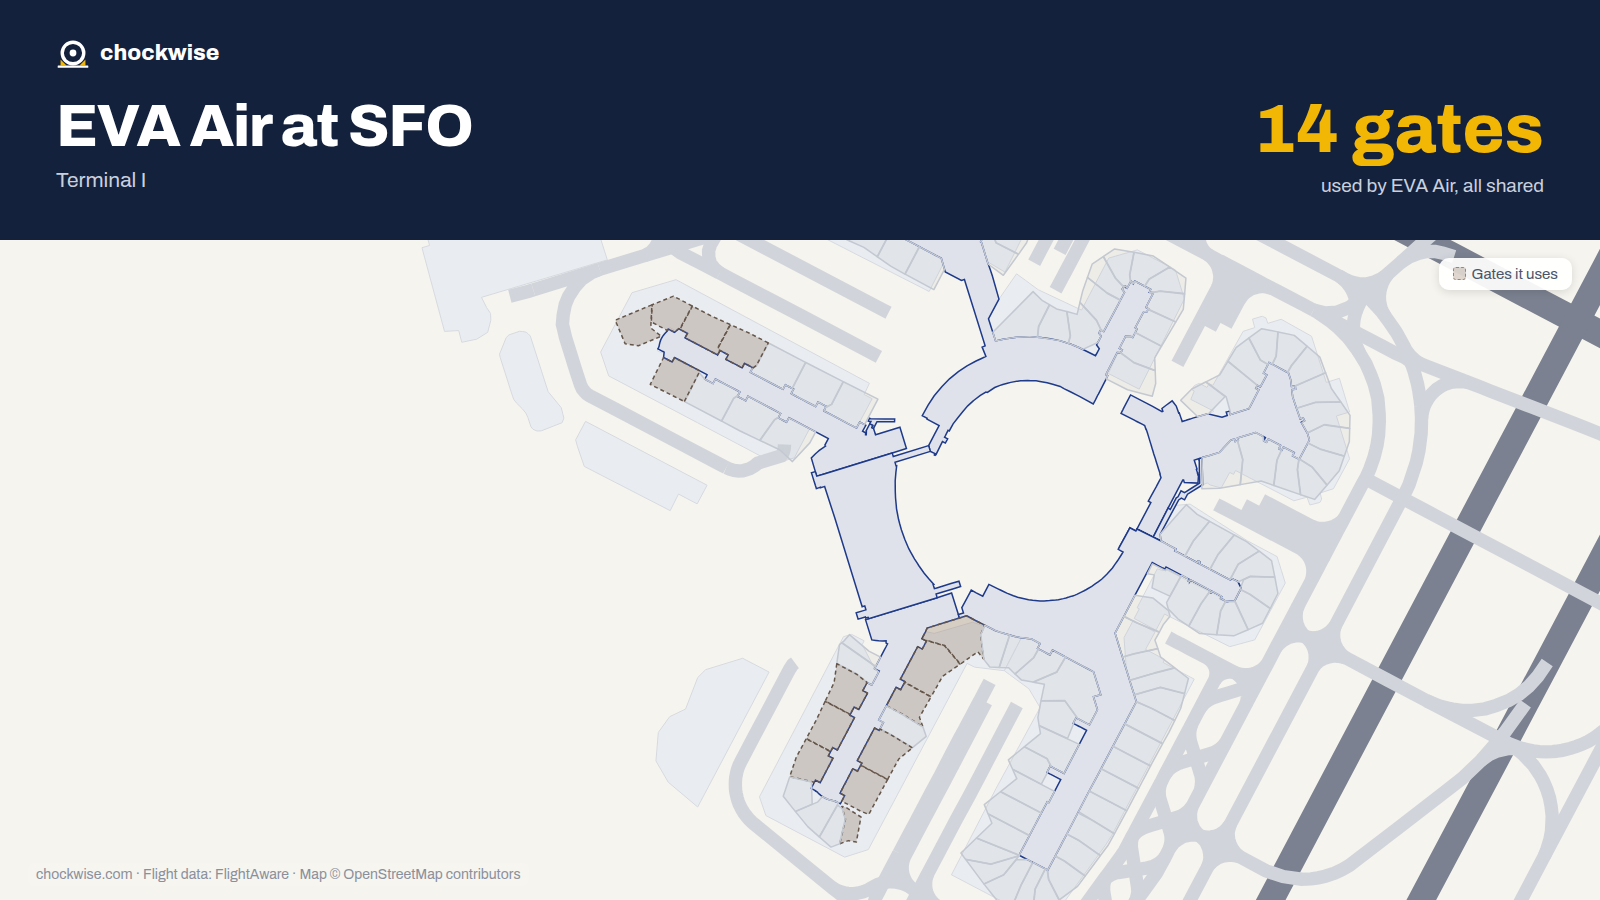 chockwise
EVA Air at SFO
Terminal I
14 gates
used by EVA Air, all shared
Gates it uses
chockwise.com · Flight data: FlightAware · Map © OpenStreetMap contributors